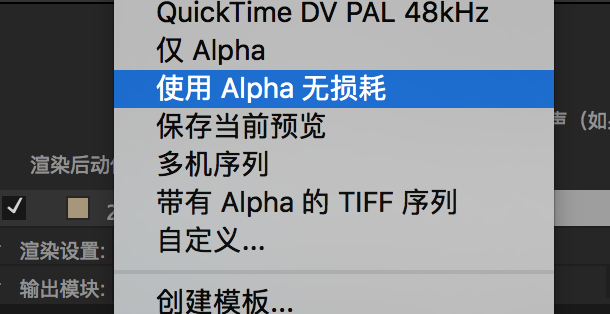 QuickTime DV PAL 48kHz
仅 Alpha
使用 Alpha 无损耗
保存当前预览
声（如
多机序列
渲染后动
带有 Alpha 的 TIFF 序列
自定义...
渲染设置:
输出模块:
创建模板...